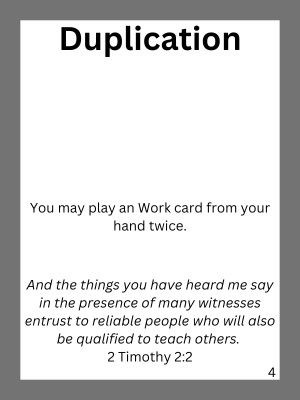 Duplication
You may play an Work card from your
hand twice.
And the things you have heard me say
in the presence of many witnesses
entrust to reliable people who will also
be qualified to teach others.
2 Timothy 2:2
4